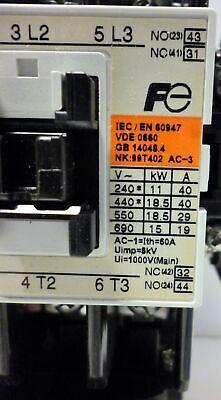 3 L2 5 L3 NO(23) 43
NC(41) 31
Fe
IEC/EN 60947
VDE 0660
GB 14048.4
NK:99T402 AC-3
V~ kW A
240* 11 40
440* 18.5 40
550 18.5 29
690 15 19
AC-1=Ith=60A
Uimp=8kV
Ui=1000V(Main)
NC(42) 32
4 T2 6 T3 NO(24) 44